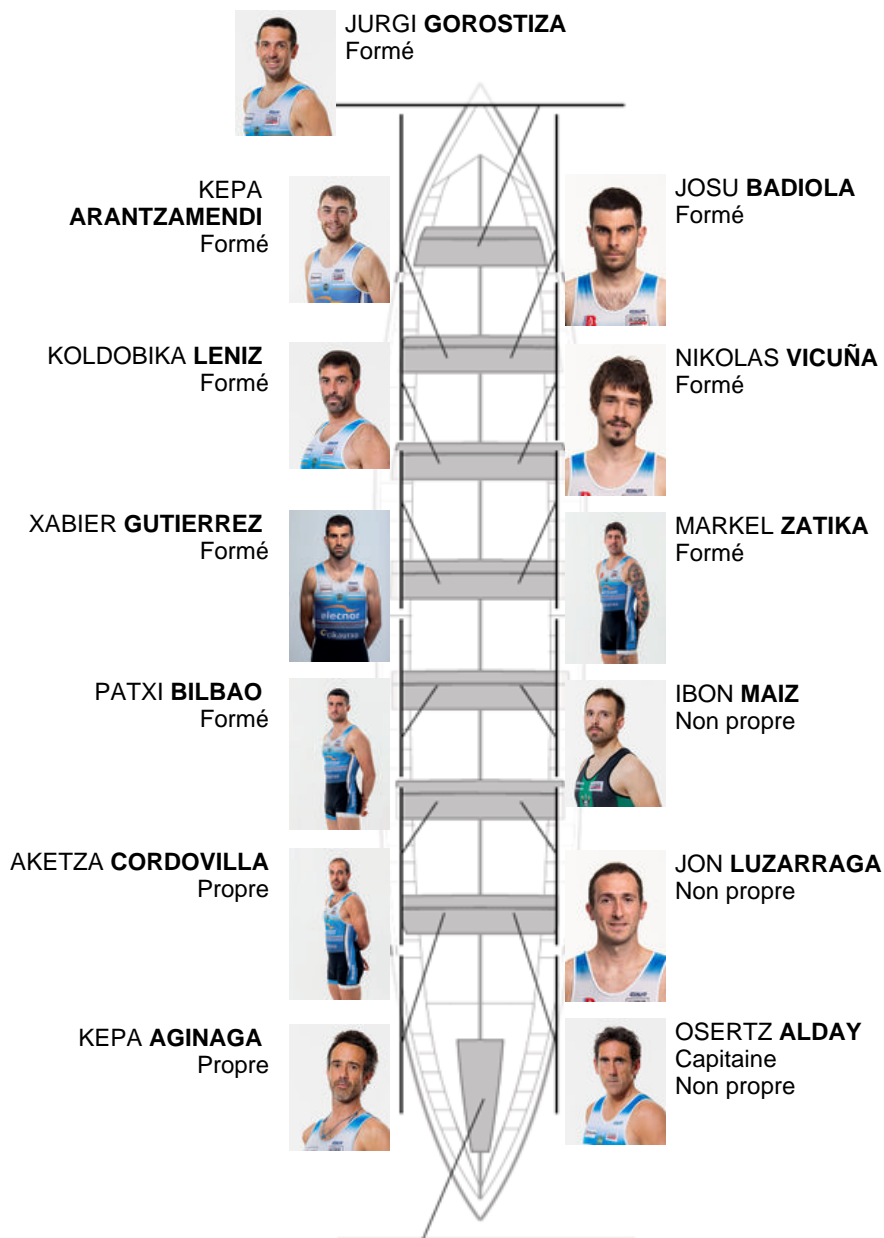 JURGI GOROSTIZA
Formé
KEPA
ARANTZAMENDI
Formé
JOSU BADIOLA
Formé
KOLDOBIKA LENIZ
Formé
NIKOLAS VICUÑA
Formé
XABIER GUTIERREZ
Formé
elecnor
cikautxo
MARKEL ZATIKA
Formé
PATXI BILBAO
Formé
IBON MAIZ
Non propre
AKETZA CORDOVILLA
Propre
JON LUZARRAGA
Non propre
KEPA AGINAGA
Propre
OSERTZ ALDAY
Capitaine
Non propre